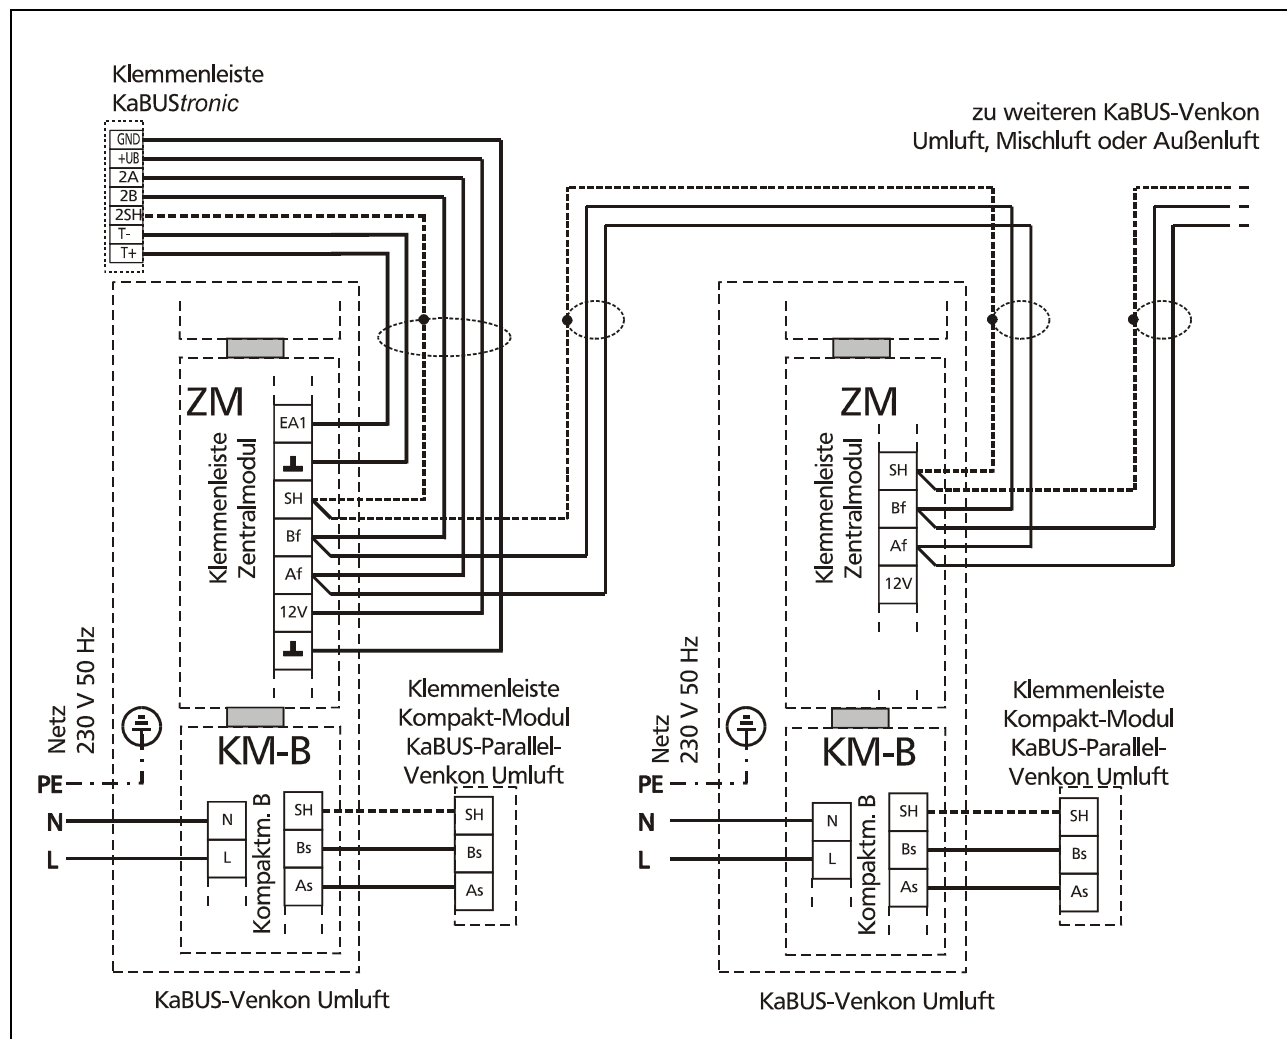 Klemmenleiste
KaBUStronic
GND
+UB
2A
2B
2SH
T-
T+
zu weiteren KaBUS-Venkon
Umluft, Mischluft oder Außenluft
ZM
Klemmenleiste
Zentralmodul
EA1
SH
Bf
Af
12V
ZM
Klemmenleiste
Zentralmodul
SH
Bf
Af
12V
Netz
230 V 50 Hz
PE
N
L
KM-B
N
L
Kompaktm. B
SH
Bs
As
Klemmenleiste
Kompakt-Modul
KaBUS-Parallel-
Venkon Umluft
SH
Bs
As
KaBUS-Venkon Umluft
Netz
230 V 50 Hz
PE
N
L
KM-B
N
L
Kompaktm. B
SH
Bs
As
Klemmenleiste
Kompakt-Modul
KaBUS-Parallel-
Venkon Umluft
SH
Bs
As
KaBUS-Venkon Umluft